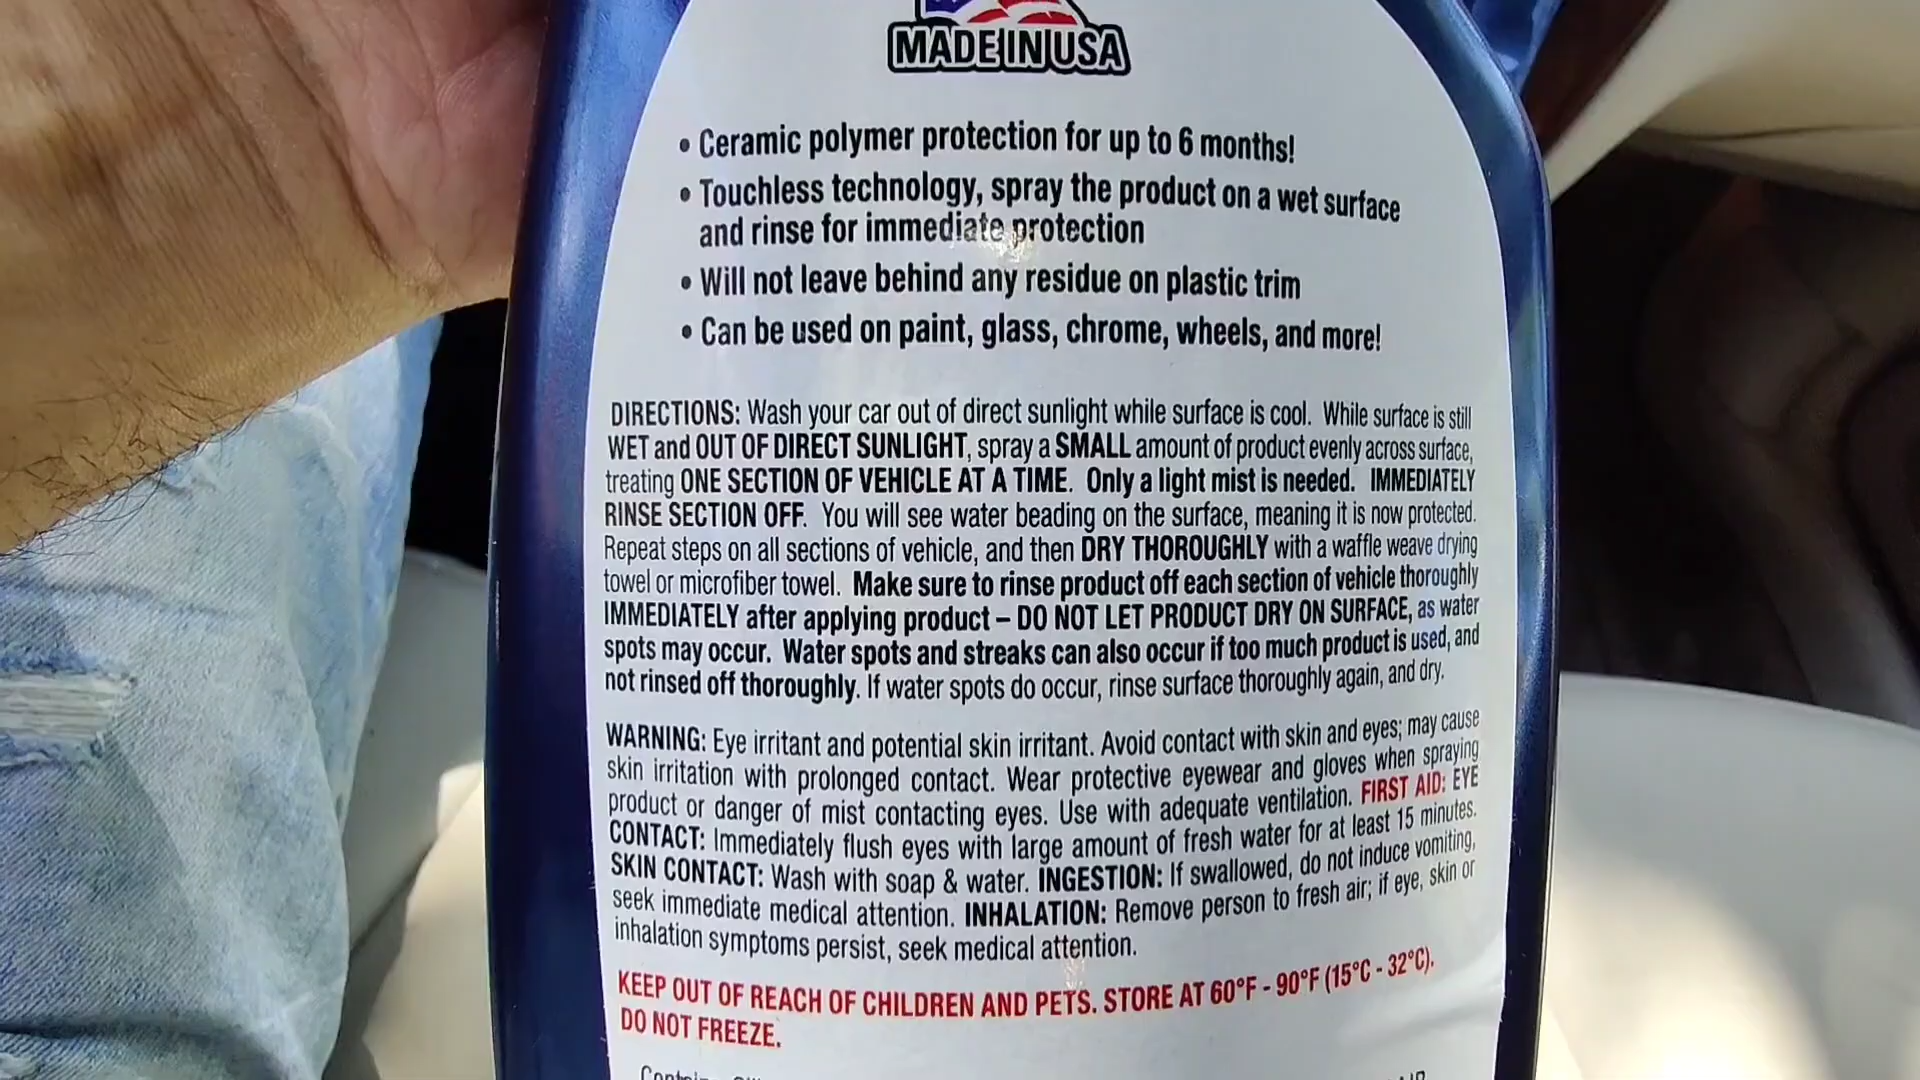 MADE IN USA
• Ceramic polymer protection for up to 6 months!
• Touchless technology, spray the product on a wet surface
and rinse for immediate protection
• Will not leave behind any residue on plastic trim
• Can be used on paint, glass, chrome, wheels, and more!
DIRECTIONS: Wash your car out of direct sunlight while surface is cool. While surface is still
WET and OUT OF DIRECT SUNLIGHT, spray a SMALL amount of product evenly across surface,
treating ONE SECTION OF VEHICLE AT A TIME. Only a light mist is needed. IMMEDIATELY
RINSE SECTION OFF. You will see water beading on the surface, meaning it is now protected.
Repeat steps on all sections of vehicle, and then DRY THOROUGHLY with a waffle weave drying
towel or microfiber towel. Make sure to rinse product off each section of vehicle thoroughly
IMMEDIATELY after applying product – DO NOT LET PRODUCT DRY ON SURFACE, as water
spots may occur. Water spots and streaks can also occur if too much product is used, and
not rinsed off thoroughly. If water spots do occur, rinse surface thoroughly again, and dry.
WARNING: Eye irritant and potential skin irritant. Avoid contact with skin and eyes; may cause
skin irritation with prolonged contact. Wear protective eyewear and gloves when spraying
product or danger of mist contacting eyes. Use with adequate ventilation. FIRST AID: EYE
CONTACT: Immediately flush eyes with large amount of fresh water for at least 15 minutes.
SKIN CONTACT: Wash with soap & water. INGESTION: If swallowed, do not induce vomiting,
seek immediate medical attention. INHALATION: Remove person to fresh air; if eye, skin or
inhalation symptoms persist, seek medical attention.
KEEP OUT OF REACH OF CHILDREN AND PETS. STORE AT 60°F - 90°F (15°C - 32°C).
DO NOT FREEZE.